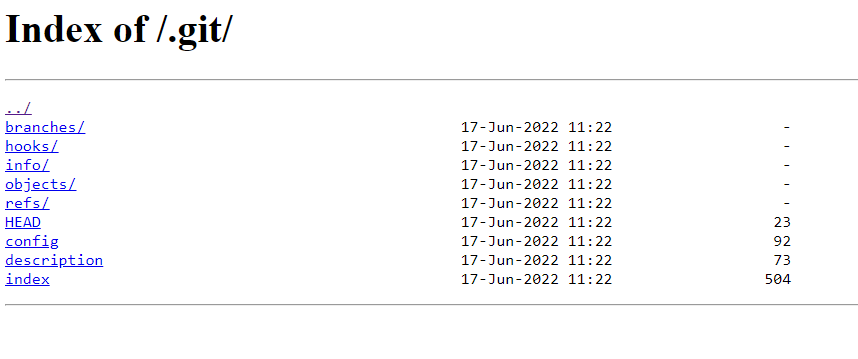 Index of /.git/
../
branches/ 17-Jun-2022 11:22 -
hooks/ 17-Jun-2022 11:22 -
info/ 17-Jun-2022 11:22 -
objects/ 17-Jun-2022 11:22 -
refs/ 17-Jun-2022 11:22 -
HEAD 17-Jun-2022 11:22 23
config 17-Jun-2022 11:22 92
description 17-Jun-2022 11:22 73
index 17-Jun-2022 11:22 504